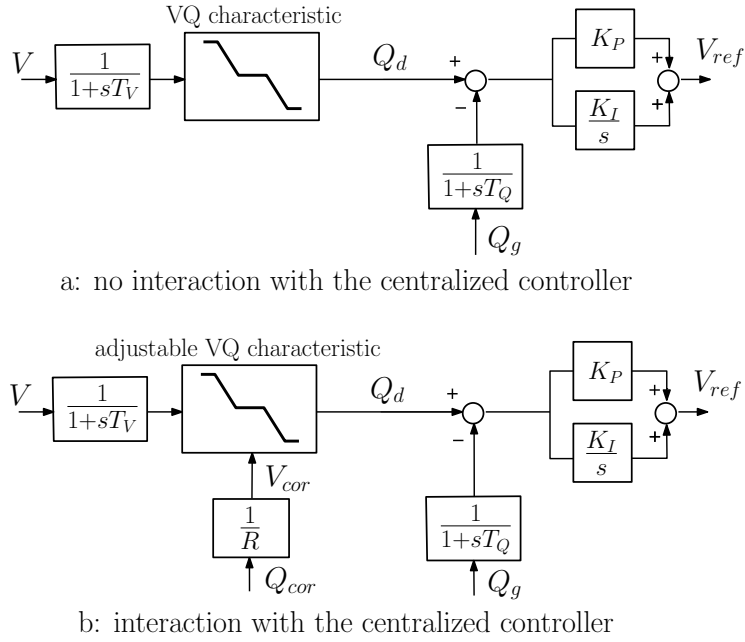 VQ characteristic
V
1
1+sT_V
Q_d
+
−
K_P
K_I
s
+
+
V_ref
1
1+sT_Q
Q_g
a: no interaction with the centralized controller
adjustable VQ characteristic
V
1
1+sT_V
Q_d
+
−
K_P
K_I
s
+
+
V_ref
V_cor
1
R
Q_cor
1
1+sT_Q
Q_g
b: interaction with the centralized controller